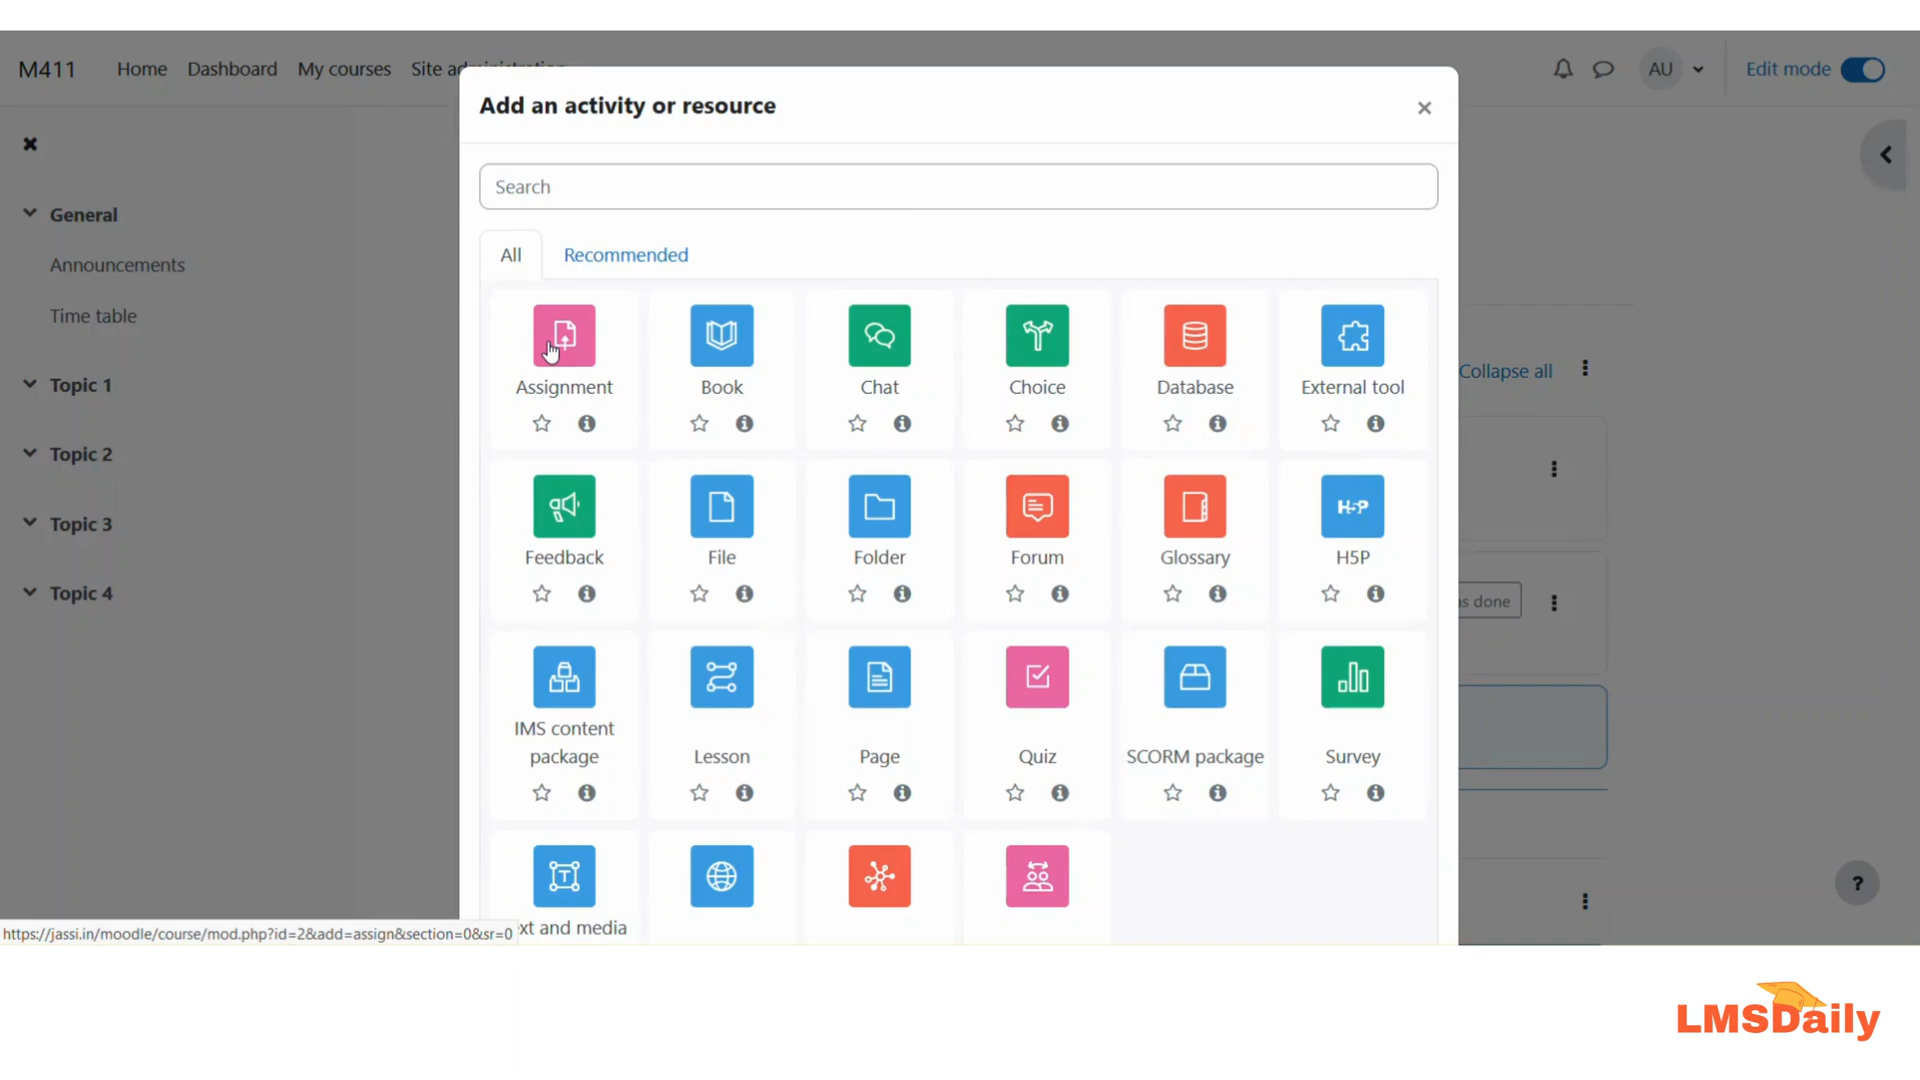 M411
Home
Dashboard
My courses
Site administration
AU
Edit mode
Add an activity or resource
Search
General
Announcements
Time table
Topic 1
Topic 2
Topic 3
Topic 4
All
Recommended
Assignment
Book
Chat
Choice
Database
External tool
Collapse all
Feedback
File
Folder
Forum
Glossary
H5P
H5P
s done
IMS content
package
Lesson
Page
Quiz
SCORM package
Survey
T
?
xt and media
https://jassi.in/moodle/course/mod.php?id=2&add=assign&section=0&sr=0
LMSDaily